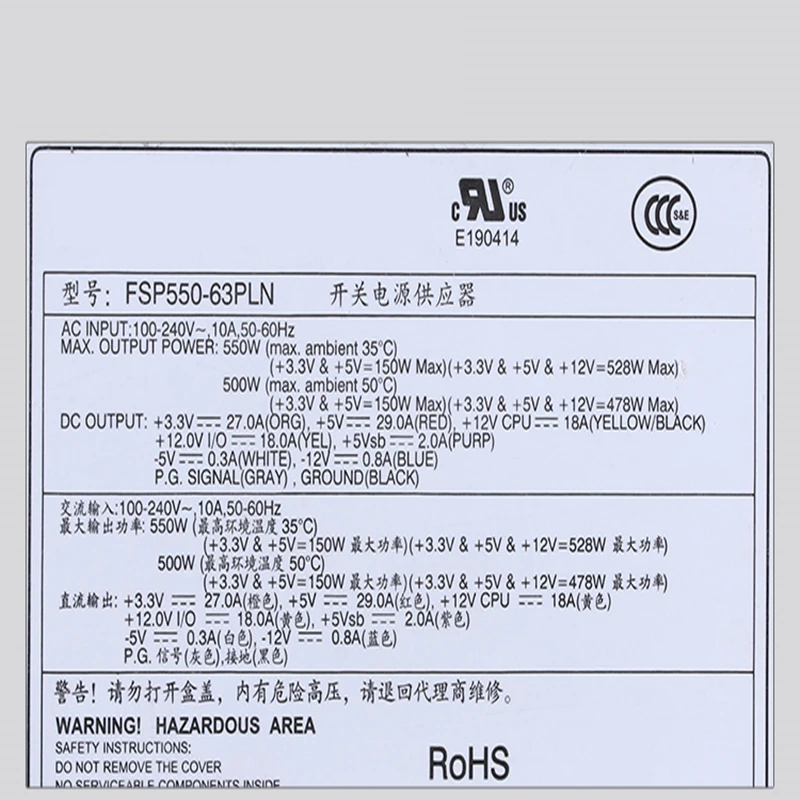 c RU® US
E190414
CCC S&E
型号: FSP550-63PLN 开关电源供应器
AC INPUT:100-240V~,10A,50-60Hz
MAX. OUTPUT POWER: 550W (max. ambient 35°C)
(+3.3V & +5V=150W Max)(+3.3V & +5V & +12V=528W Max)
500W (max. ambient 50°C)
(+3.3V & +5V=150W Max)(+3.3V & +5V & +12V=478W Max)
DC OUTPUT: +3.3V⎓ 27.0A(ORG), +5V⎓ 29.0A(RED), +12V CPU⎓ 18A(YELLOW/BLACK)
+12.0V I/O ⎓ 18.0A(YEL), +5Vsb ⎓ 2.0A(PURP)
-5V⎓ 0.3A(WHITE), -12V⎓ 0.8A(BLUE)
P.G. SIGNAL(GRAY) , GROUND(BLACK)
交流输入:100-240V~,10A,50-60Hz
最大输出功率: 550W (最高环境温度 35°C)
(+3.3V & +5V=150W 最大功率)(+3.3V & +5V & +12V=528W 最大功率)
500W (最高环境温度 50°C)
(+3.3V & +5V=150W 最大功率)(+3.3V & +5V & +12V=478W 最大功率)
直流输出: +3.3V ⎓ 27.0A(橙色), +5V ⎓ 29.0A(红色), +12V CPU ⎓ 18A(黄色)
+12.0V I/O ⎓ 18.0A(黄色), +5Vsb ⎓ 2.0A(紫色)
-5V ⎓ 0.3A(白色), -12V ⎓ 0.8A(蓝色)
P.G. 信号(灰色),接地(黑色)
警告! 请勿打开盒盖，内有危险高压，请退回代理商维修。
WARNING! HAZARDOUS AREA
SAFETY INSTRUCTIONS:
DO NOT REMOVE THE COVER
NO SERVICEABLE COMPONENTS INSIDE
RoHS